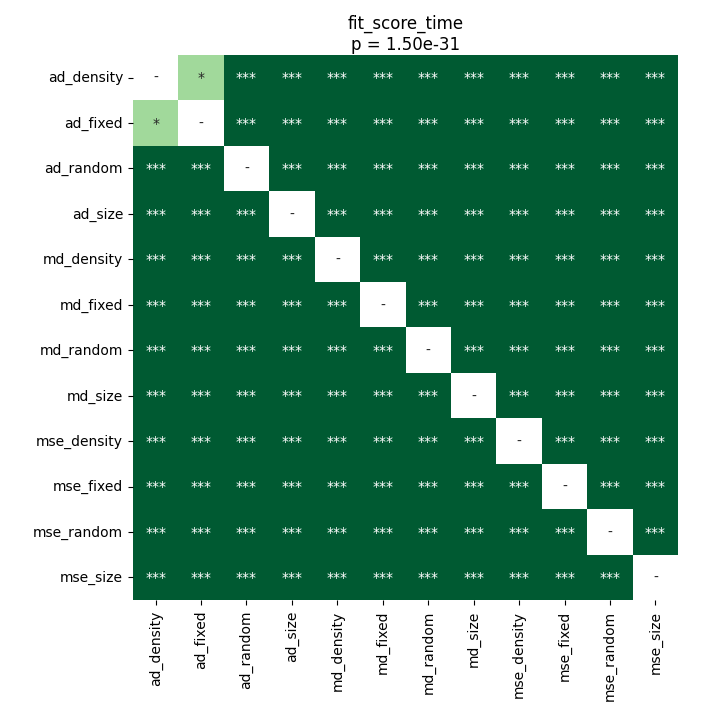 fit_score_time
p = 1.50e-31
ad_density - * *** *** *** *** *** *** *** *** *** ***
ad_fixed * - *** *** *** *** *** *** *** *** *** ***
ad_random *** *** - *** *** *** *** *** *** *** *** ***
ad_size *** *** *** - *** *** *** *** *** *** *** ***
md_density *** *** *** *** - *** *** *** *** *** *** ***
md_fixed *** *** *** *** *** - *** *** *** *** *** ***
md_random *** *** *** *** *** *** - *** *** *** *** ***
md_size *** *** *** *** *** *** *** - *** *** *** ***
mse_density *** *** *** *** *** *** *** *** - *** *** ***
mse_fixed *** *** *** *** *** *** *** *** *** - *** ***
mse_random *** *** *** *** *** *** *** *** *** *** - ***
mse_size *** *** *** *** *** *** *** *** *** *** *** -
ad_density
ad_fixed
ad_random
ad_size
md_density
md_fixed
md_random
md_size
mse_density
mse_fixed
mse_random
mse_size